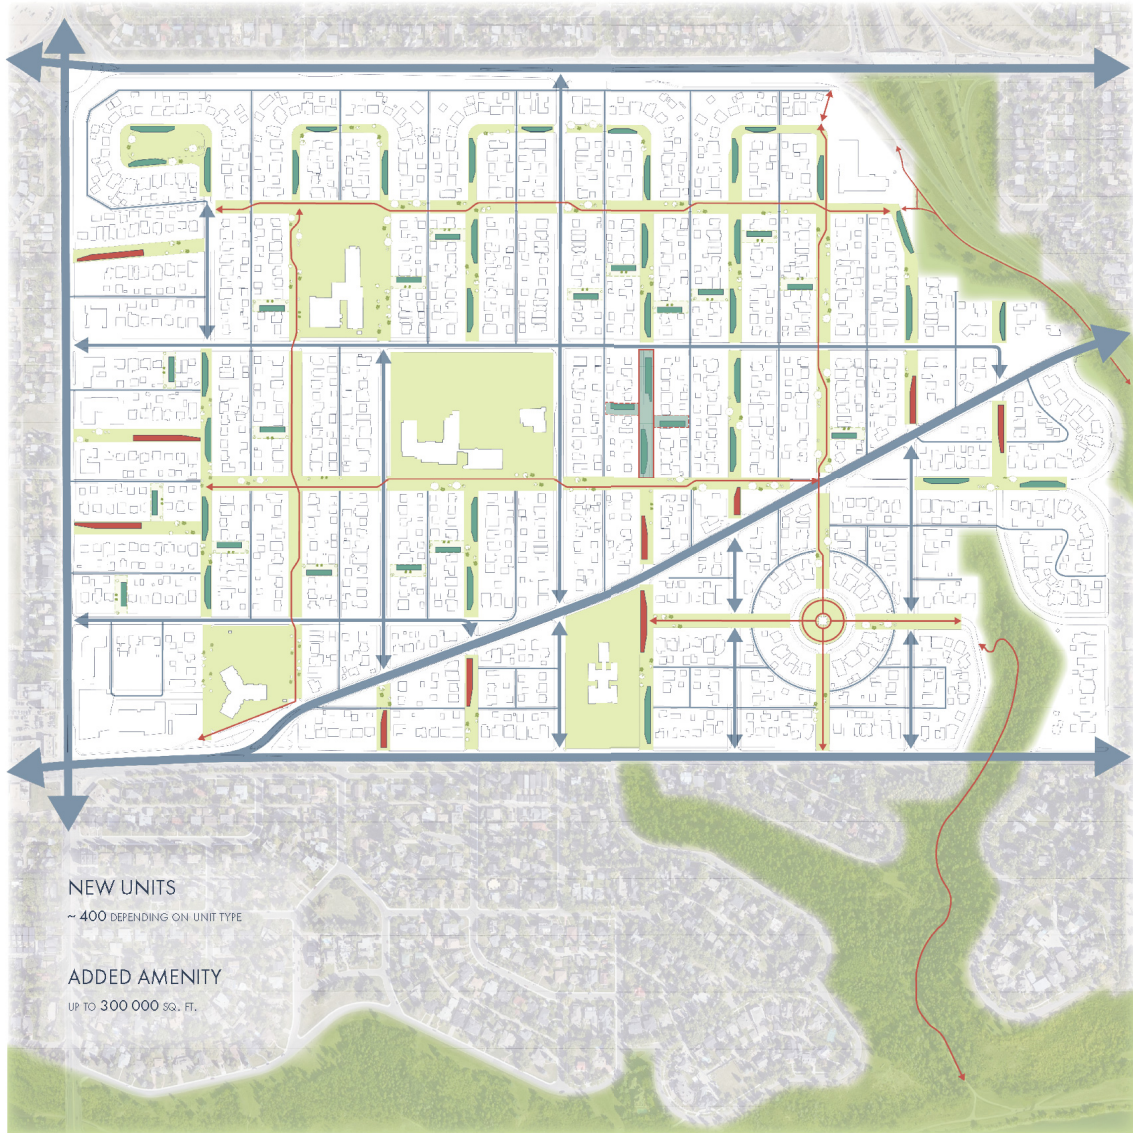 NEW UNITS
~ 400 DEPENDING ON UNIT TYPE
ADDED AMENITY
UP TO 300 000 SQ. FT.